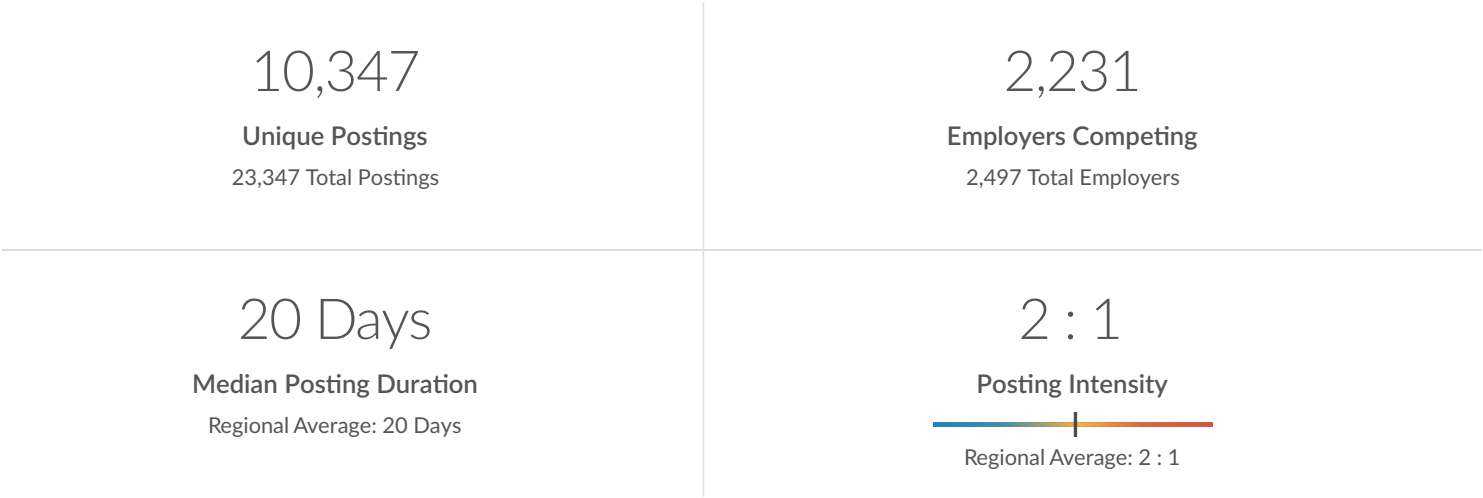 10,347
Unique Postings
23,347 Total Postings
2,231
Employers Competing
2,497 Total Employers
20 Days
Median Posting Duration
Regional Average: 20 Days
2 : 1
Posting Intensity
Regional Average: 2 : 1